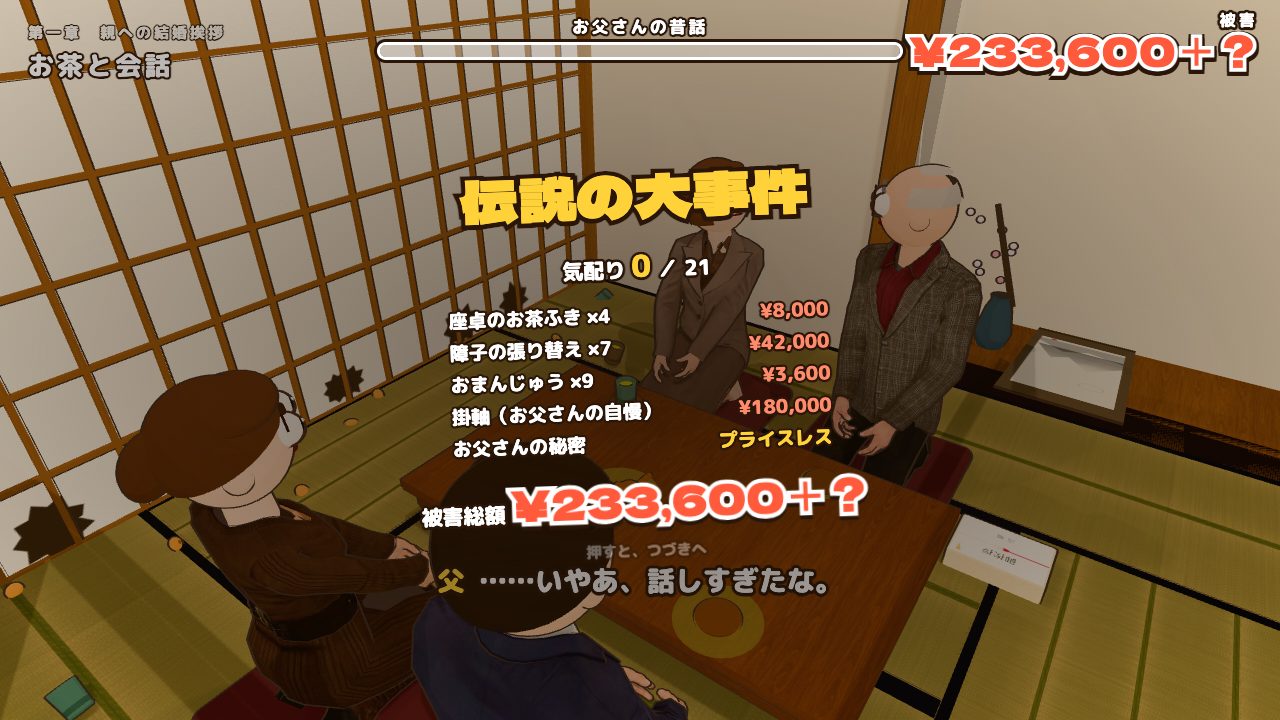 第一章 親への結婚挨拶
お茶と会話
お父さんの昔話
被害
¥233,600+?
伝説の大事件
気配り 0 / 21
座卓のお茶ふき x4 ¥8,000
障子の張り替え x7 ¥42,000
おまんじゅう x9 ¥3,600
掛軸（お父さんの自慢） ¥180,000
お父さんの秘密 プライスレス
被害総額 ¥233,600+?
押すと、つづきへ
父 ……いやあ、話しすぎたな。